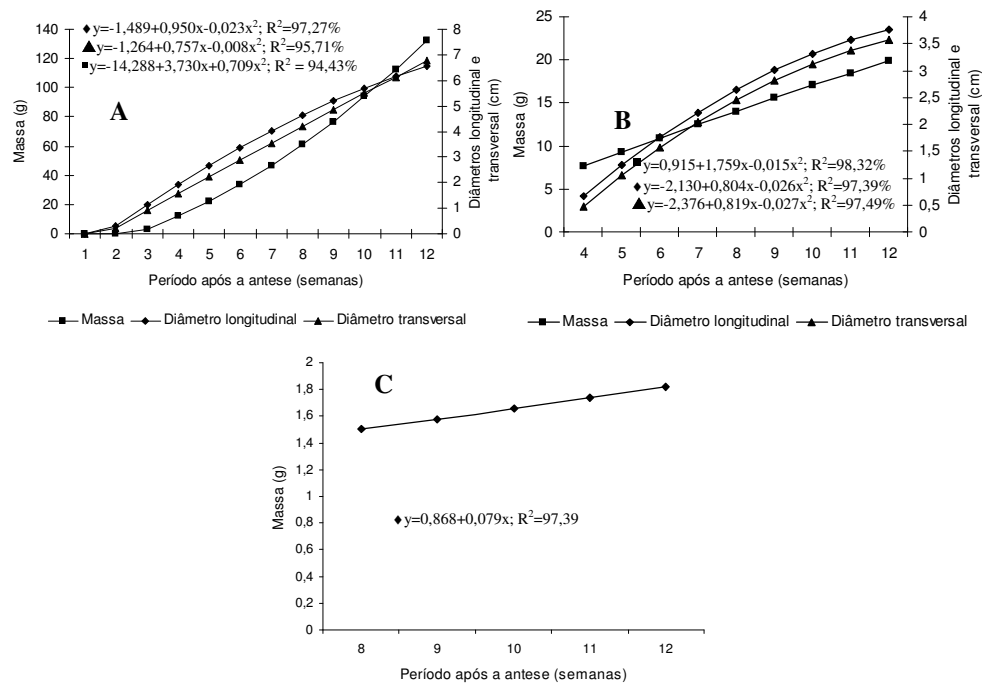 ♦ y=-1,489+0,950x-0,023x²; R²=97,27%
▲y=-1,264+0,757x-0,008x²; R²=95,71%
■ y=-14,288+3,730x+0,709x²; R² = 94,43%
A
Massa (g)
140
120
100
80
60
40
20
0
8
7
6
5
4
3
2
1
0
Diâmetros longitudinal e
transversal (cm)
1 2 3 4 5 6 7 8 9 10 11 12
Período após a antese (semanas)
Massa Diâmetro longitudinal Diâmetro transversal
B
Massa (g)
25
20
15
10
5
0
4
3,5
3
2,5
2
1,5
1
0,5
0
Diâmetros longitudinal e
transversal (cm)
■ y=0,915+1,759x-0,015x²; R²=98,32%
♦ y=-2,130+0,804x-0,026x²; R²=97,39%
▲y=-2,376+0,819x-0,027x²; R²=97,49%
4 5 6 7 8 9 10 11 12
Período após a antese (semanas)
Massa Diâmetro longitudinal Diâmetro transversal
C
Massa (g)
2
1,8
1,6
1,4
1,2
1
0,8
0,6
0,4
0,2
0
♦ y=0,868+0,079x; R²=97,39
8 9 10 11 12
Período após a antese (semanas)